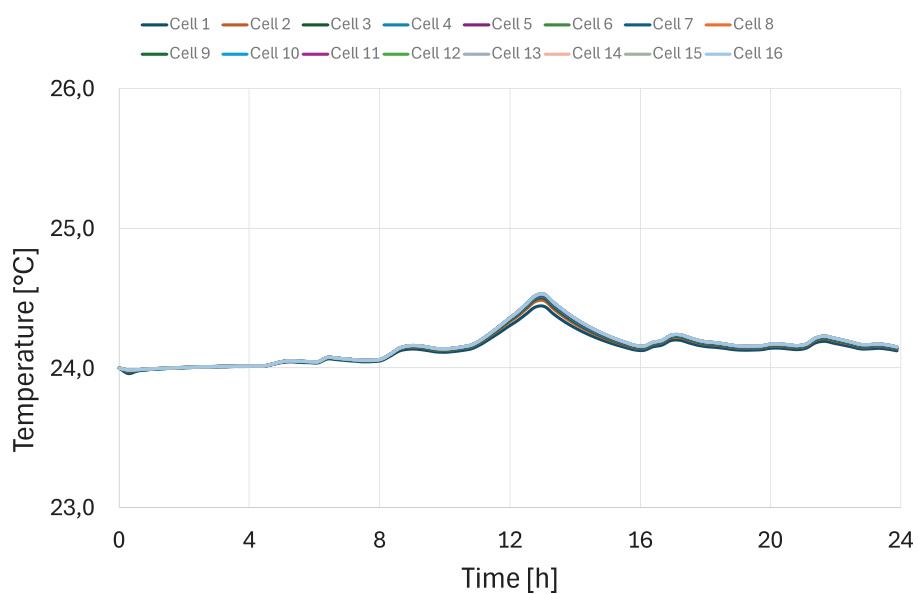 Cell 1 Cell 2 Cell 3 Cell 4 Cell 5 Cell 6 Cell 7 Cell 8
Cell 9 Cell 10 Cell 11 Cell 12 Cell 13 Cell 14 Cell 15 Cell 16
26,0
25,0
24,0
23,0
Temperature [°C]
0 4 8 12 16 20 24
Time [h]